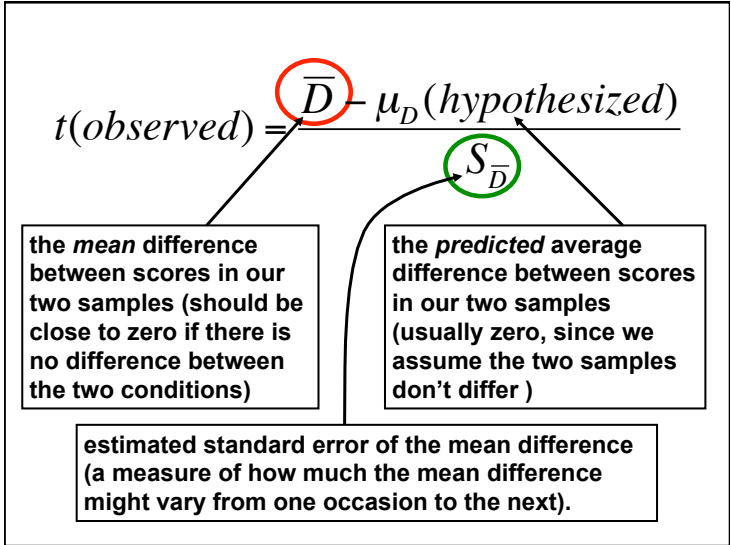 t(observed) = D̅ − μ_D(hypothesized)
S_D̅
the mean difference
between scores in our
two samples (should be
close to zero if there is
no difference between
the two conditions)
the predicted average
difference between scores
in our two samples
(usually zero, since we
assume the two samples
don't differ )
estimated standard error of the mean difference
(a measure of how much the mean difference
might vary from one occasion to the next).